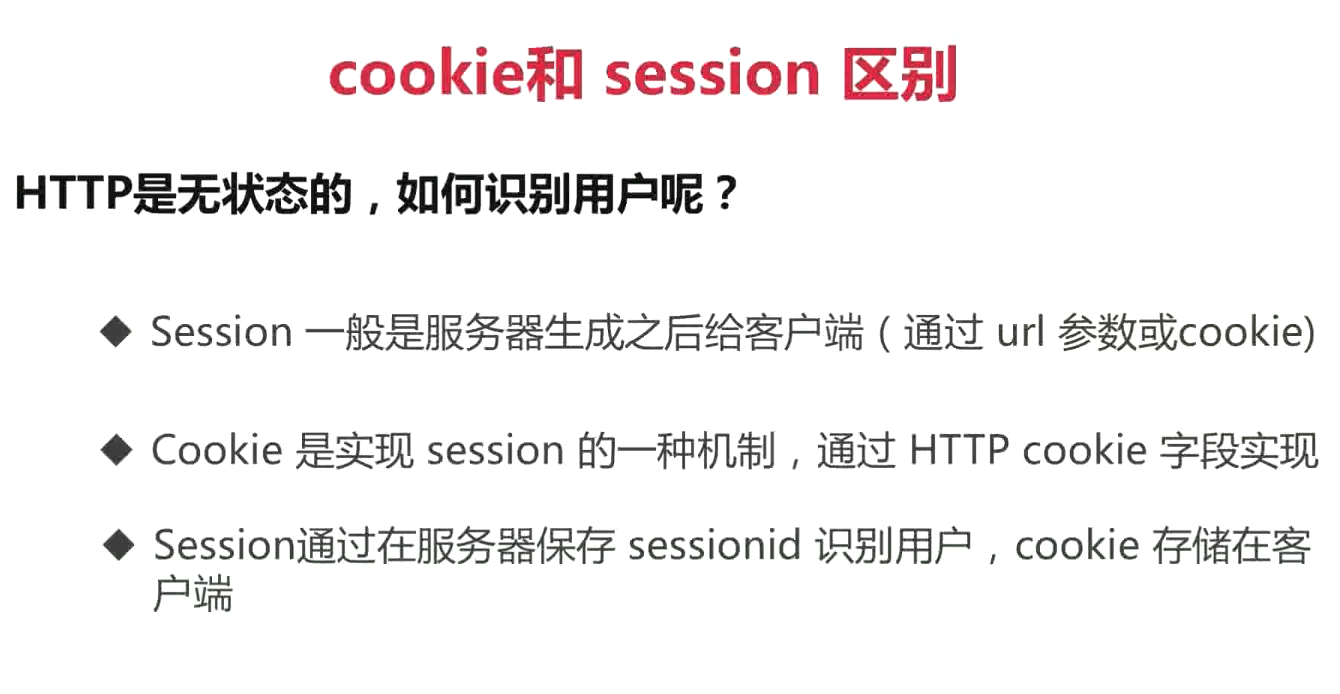 cookie和 session 区别
HTTP是无状态的，如何识别用户呢？
Session 一般是服务器生成之后给客户端（通过 url 参数或cookie)
Cookie 是实现 session 的一种机制，通过 HTTP cookie 字段实现
Session通过在服务器保存 sessionid 识别用户，cookie 存储在客
户端